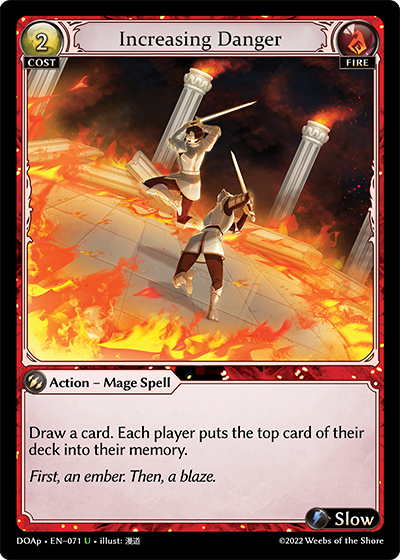 2
Increasing Danger
COST
FIRE
Action – Mage Spell
Draw a card. Each player puts the top card of their
deck into their memory.
First, an ember. Then, a blaze.
Slow
DOAp • EN-071 U • illust: 漫道
©2022 Weebs of the Shore